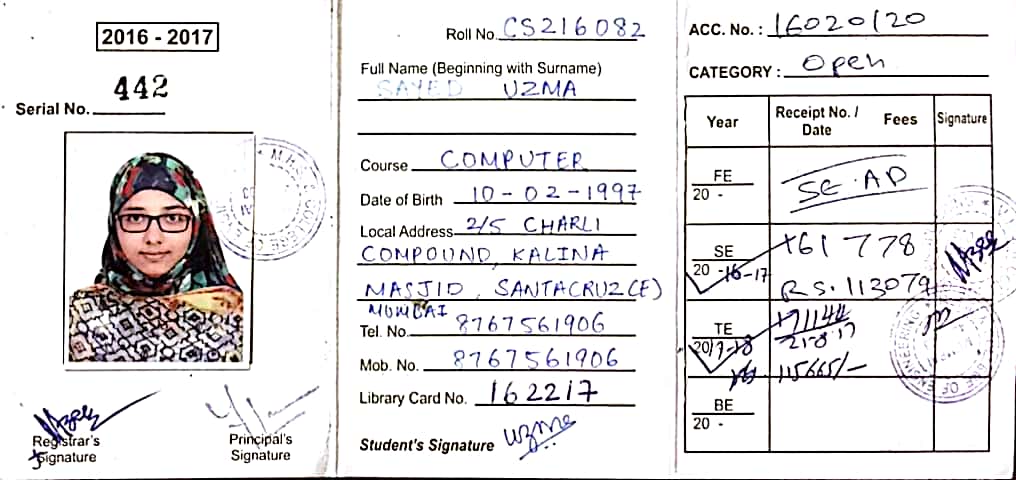 2016 - 2017
442
Serial No.
Registrar's
Signature
Principal's
Signature
Roll No. CS216082
Full Name (Beginning with Surname)
SAYED UZMA
Course COMPUTER
Date of Birth 10-02-1997
Local Address 2/5 CHARLI
COMPOUND, KALINA
MASJID, SANTACRUZ(E)
MUMBAI
Tel. No. 8767561906
Mob. No. 8767561906
Library Card No. 162217
Student's Signature uzma
ACC. No. : 16020120
CATEGORY : Open
Year Receipt No. / Date Fees Signature
FE
20 -
SE.AD
SE
20 -16-17
161778
RS. 113079
TE
2017-18
171144
21-8-17
115665/-
BE
20 -